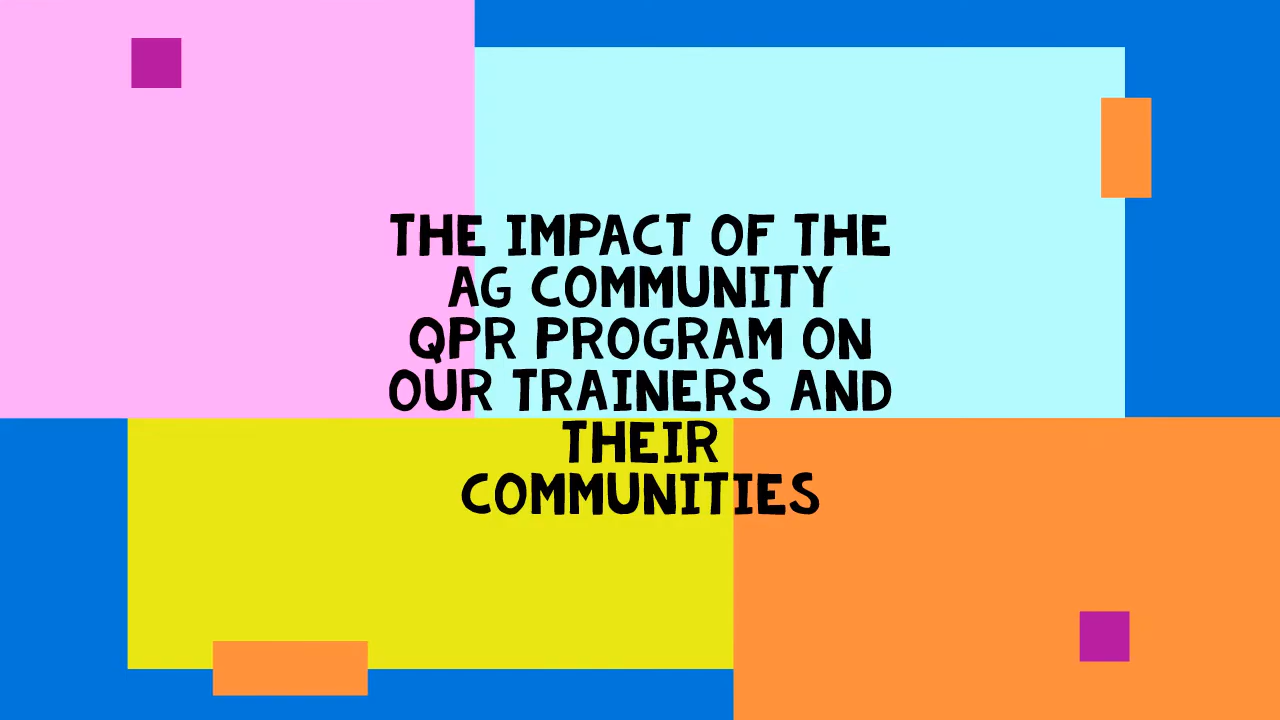 THE IMPACT OF THE
AG COMMUNITY
QPR PROGRAM ON
OUR TRAINERS AND
THEIR
COMMUNITIES